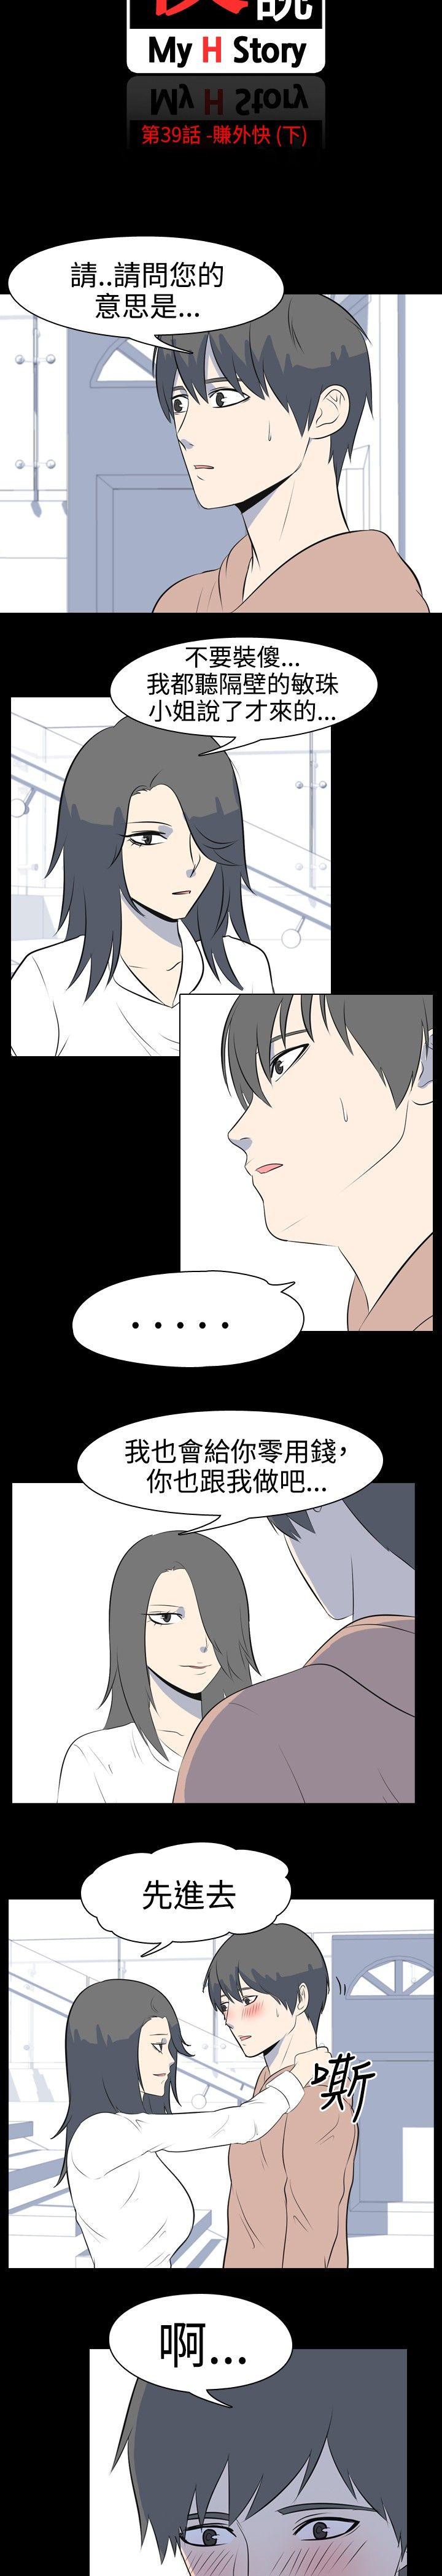 說
My H Story
第39話 -賺外快 (下)
請..請問您的
意思是...
不要裝傻...
我都聽隔壁的敏珠
小姐說了才來的...
.....
我也會給你零用錢,
你也跟我做吧...
先進去
嘶
啊...